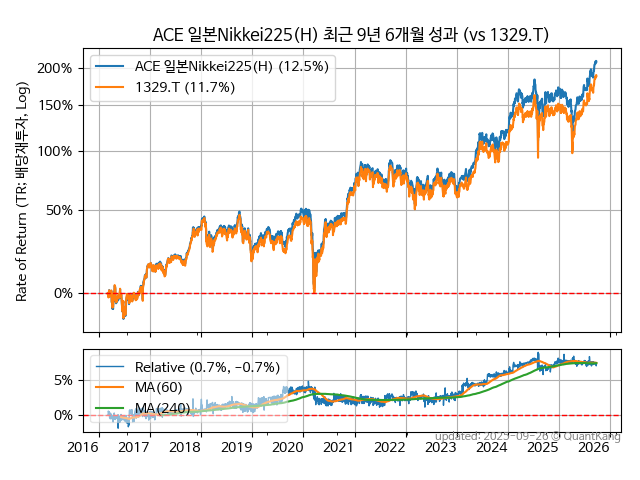 ACE 일본Nikkei225(H) 최근 9년 6개월 성과 (vs 1329.T)
Rate of Return (TR: 배당재투자, Log)
200%
150%
100%
50%
0%
ACE 일본Nikkei225(H) (12.5%)
1329.T (11.7%)
2016 2017 2018 2019 2020 2021 2022 2023 2024 2025 2026
5%
0%
Relative (0.7%, -0.7%)
MA(60)
MA(240)
updated: 2025-09-26 © QuantKang